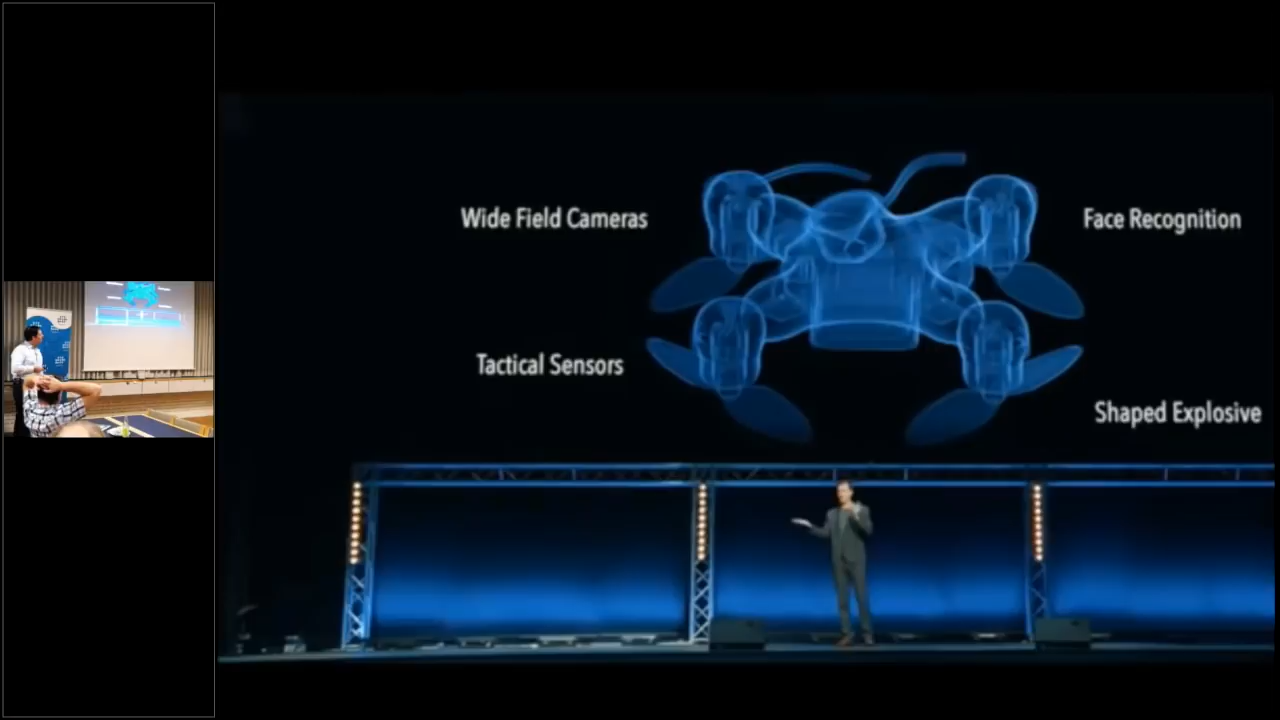 Wide Field Cameras
Face Recognition
Tactical Sensors
Shaped Explosive